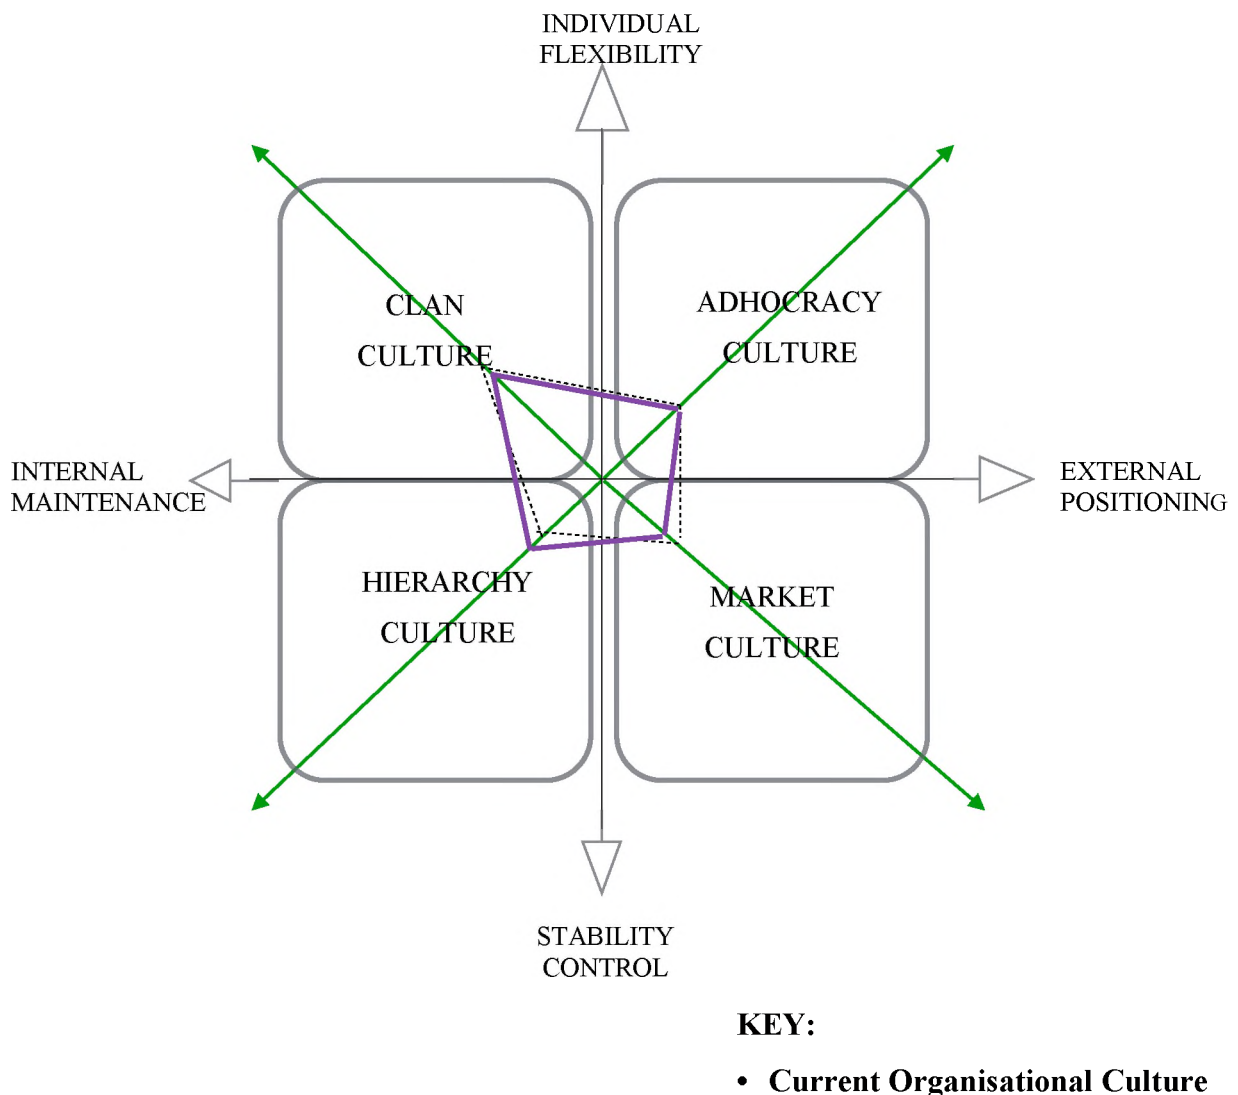 INDIVIDUAL
FLEXIBILITY
CLAN
CULTURE
ADHOCRACY
CULTURE
INTERNAL
MAINTENANCE
EXTERNAL
POSITIONING
HIERARCHY
CULTURE
MARKET
CULTURE
STABILITY
CONTROL
KEY:
• Current Organisational Culture